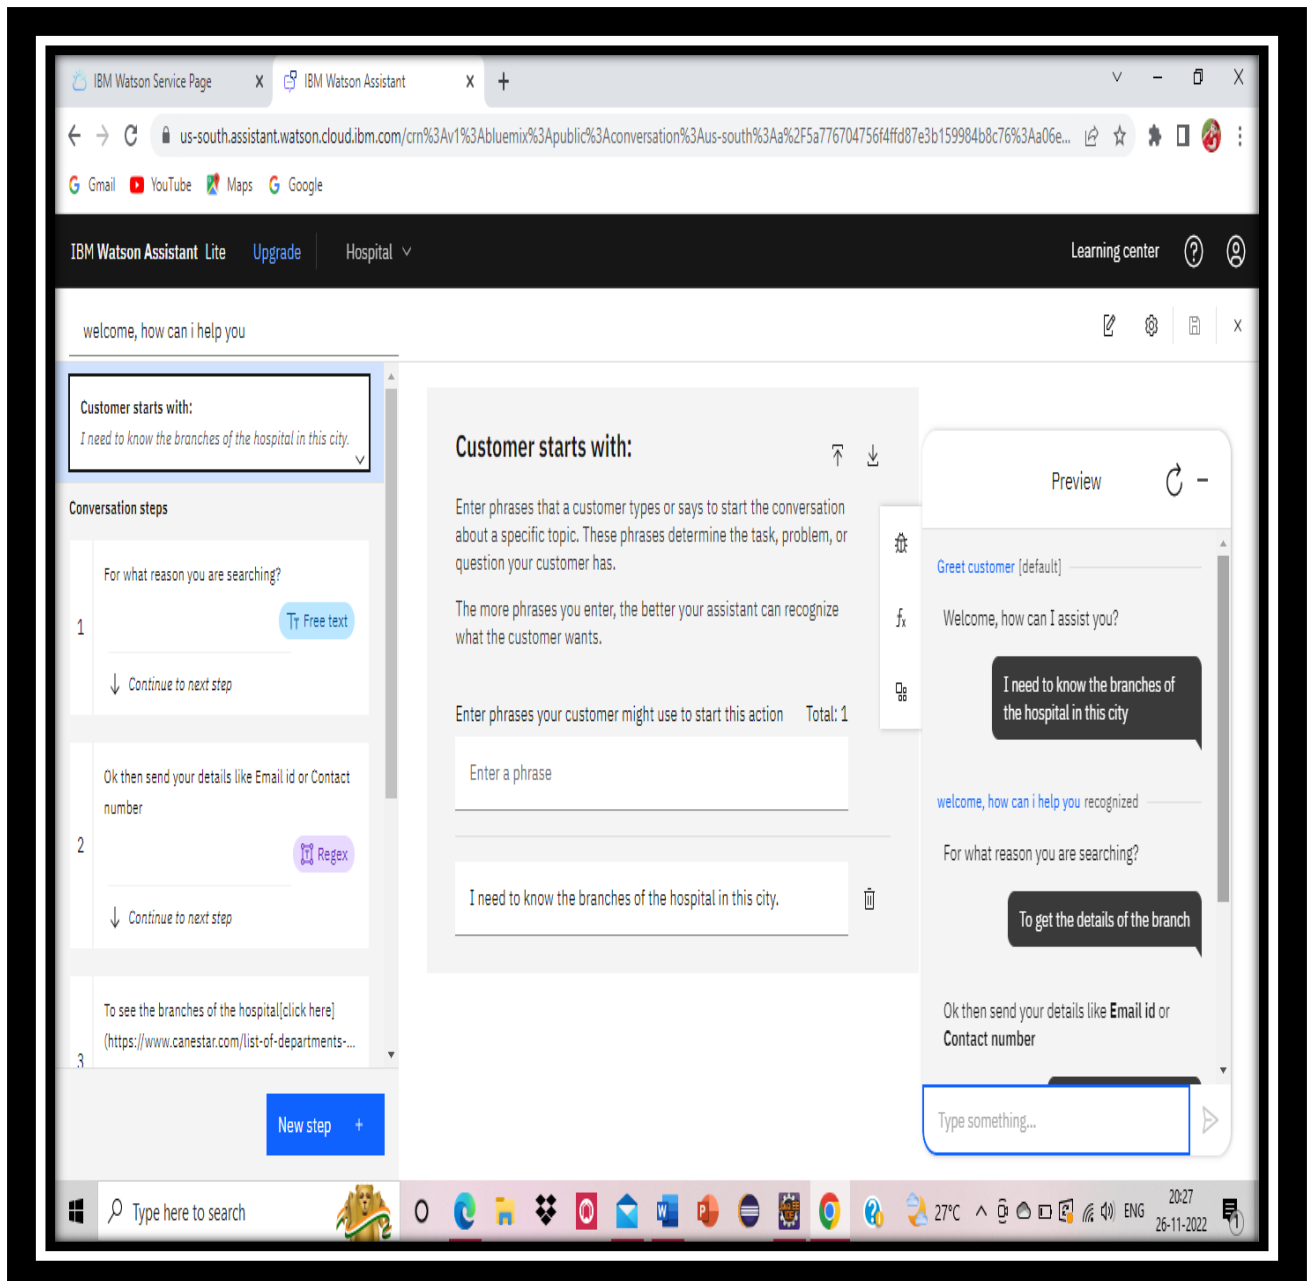 IBM Watson Service Page
IBM Watson Assistant
us-south.assistant.watson.cloud.ibm.com/crn%3Av1%3Abluemix%3Apublic%3Aconversation%3Aus-south%3Aa%2F5a776704756f4ffd87e3b159984b8c76%3Aa06e...
Gmail YouTube Maps Google
IBM Watson Assistant Lite Upgrade Hospital
Learning center
welcome, how can i help you
Customer starts with:
I need to know the branches of the hospital in this city.
Conversation steps
1
For what reason you are searching?
Free text
Continue to next step
2
Ok then send your details like Email id or Contact
number
Regex
Continue to next step
3
To see the branches of the hospital[click here]
(https://www.canestar.com/list-of-departments-...
New step +
Customer starts with:
Enter phrases that a customer types or says to start the conversation
about a specific topic. These phrases determine the task, problem, or
question your customer has.
The more phrases you enter, the better your assistant can recognize
what the customer wants.
Enter phrases your customer might use to start this action Total: 1
Enter a phrase
I need to know the branches of the hospital in this city.
Preview
Greet customer [default]
Welcome, how can I assist you?
I need to know the branches of
the hospital in this city
welcome, how can i help you recognized
For what reason you are searching?
To get the details of the branch
Ok then send your details like Email id or
Contact number
Type something...
Type here to search
27°C
ENG
20:27
26-11-2022
1